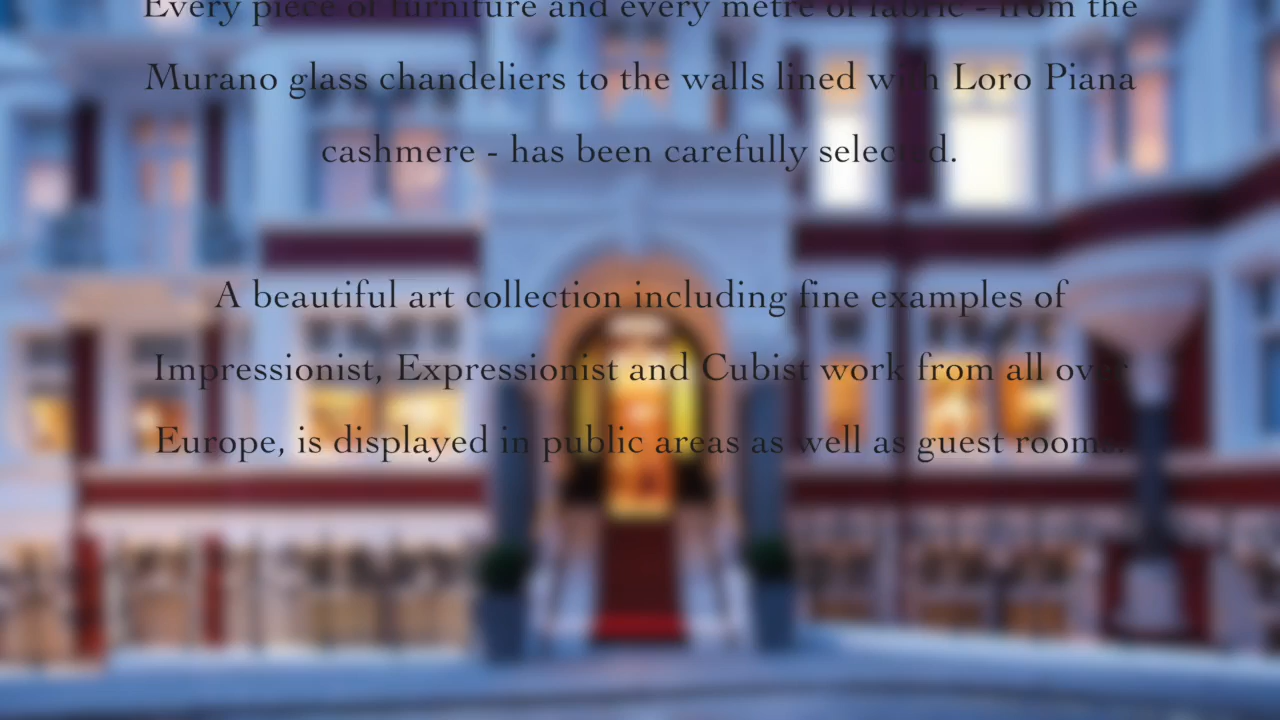 Every piece of furniture and every metre of fabric - from the
Murano glass chandeliers to the walls lined with Loro Piana
cashmere - has been carefully selected.
A beautiful art collection including fine examples of
Impressionist, Expressionist and Cubist work from all over
Europe, is displayed in public areas as well as guest rooms.